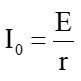 I₀ = E/r